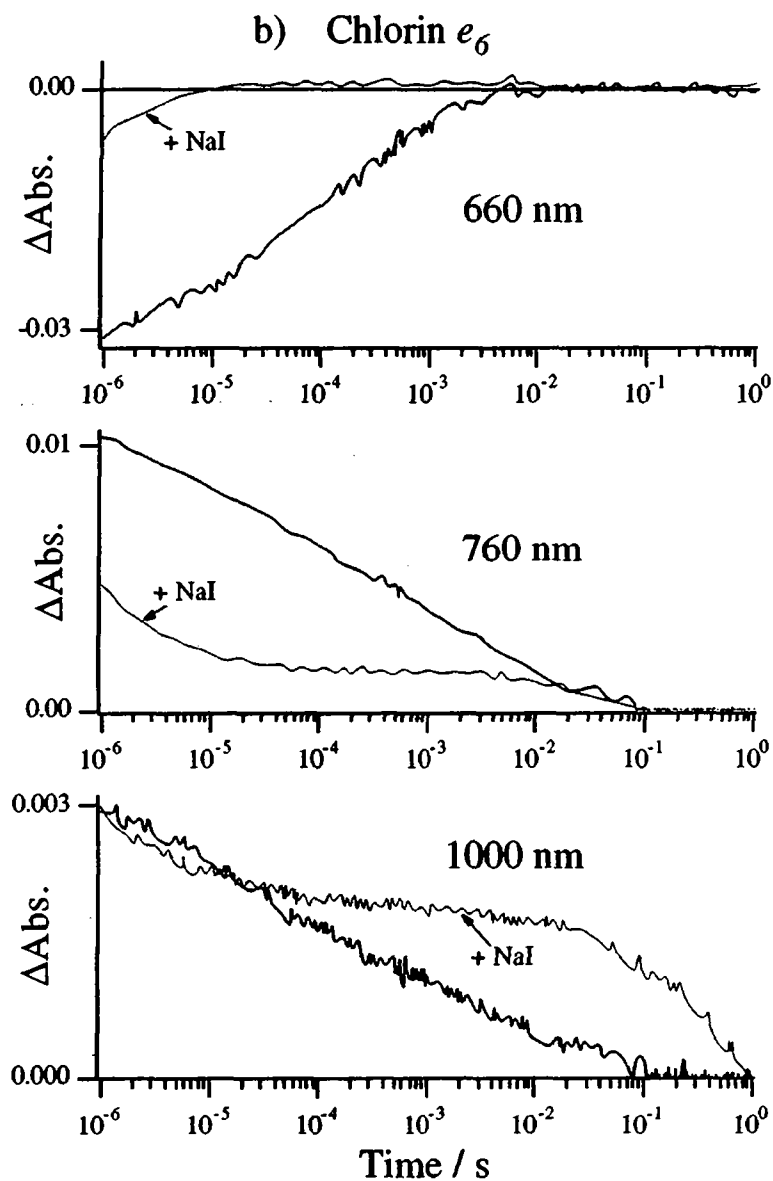 b) Chlorin e₆
0.00
+ NaI
660 nm
ΔAbs.
-0.03
10⁻⁶ 10⁻⁵ 10⁻⁴ 10⁻³ 10⁻² 10⁻¹ 10⁰
0.01
760 nm
+ NaI
ΔAbs.
0.00
10⁻⁶ 10⁻⁵ 10⁻⁴ 10⁻³ 10⁻² 10⁻¹ 10⁰
0.003
1000 nm
+ NaI
ΔAbs.
0.000
10⁻⁶ 10⁻⁵ 10⁻⁴ 10⁻³ 10⁻² 10⁻¹ 10⁰
Time / s